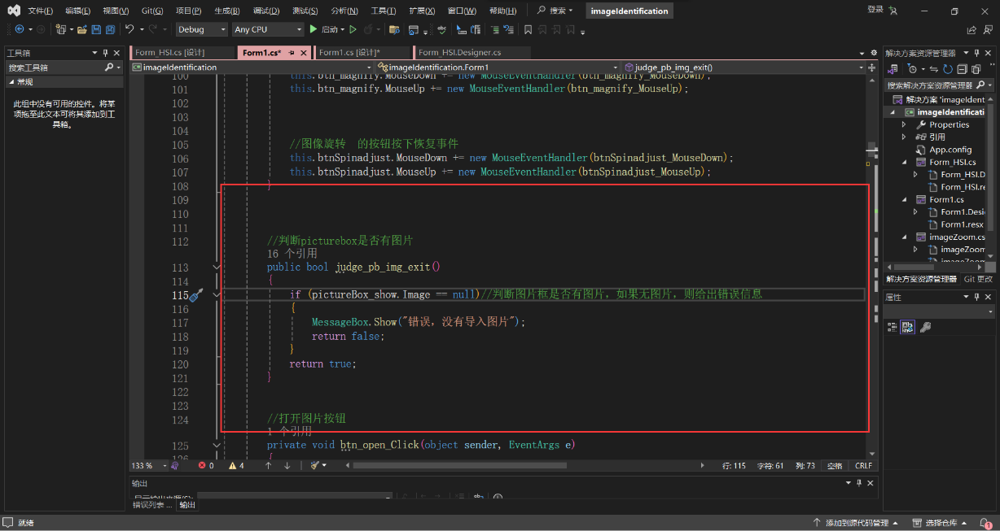 文件(F) 编辑(E) 视图(V) Git(G) 项目(P) 生成(B) 调试(D) 测试(S) 分析(N) 工具(T) 扩展(X) 窗口(W) 帮助(H) 搜索 imageIdentification 登录
Debug Any CPU 启动
工具箱
搜索工具箱
常规
此组中没有可用的控件。将某
项拖至此文本可将其添加到工
具箱。
Form_HSI.cs [设计] Form1.cs* Form1.cs [设计]* Form_HSI.Designer.cs
imageIdentification imageIdentification.Form1 judge_pb_img_exit()
100 this.btn_magnify.MouseDown += new MouseEventHandler(btn_magnify_MouseDown);
101 this.btn_magnify.MouseUp += new MouseEventHandler(btn_magnify_MouseUp);
102
103
104
105 //图像旋转 的按钮按下恢复事件
106 this.btnSpinadjust.MouseDown += new MouseEventHandler(btnSpinadjust_MouseDown);
107 this.btnSpinadjust.MouseUp += new MouseEventHandler(btnSpinadjust_MouseUp);
108 }
109
110
111
112 //判断picturebox是否有图片
16 个引用
113 public bool judge_pb_img_exit()
114 {
115 if (pictureBox_show.Image == null)//判断图片框是否有图片，如果无图片，则给出错误信息
116 {
117 MessageBox.Show("错误，没有导入图片");
118 return false;
119 }
120 return true;
121 }
122
123
124 //打开图片按钮
1 个引用
125 private void btn_open_Click(object sender, EventArgs e)
126 {
133 % 0 4 行: 115 字符: 61 列: 73 空格 CRLF
输出
显示输出来源(S):
错误列表 ... 输出
解决方案资源管理器
搜索解决方案资源管理器
解决方案 'imageIdent
imageIdentificati
Properties
引用
App.config
Form_HSI.cs
Form_HSI.D
Form_HSI.re
Form1.cs
Form1.Desi
Form1.resx
imageZoom.cs
imageZoom
imageZoom
解决方案资源管理器 Git 更改
属性
就绪 添加到源代码管理 选择仓库 1